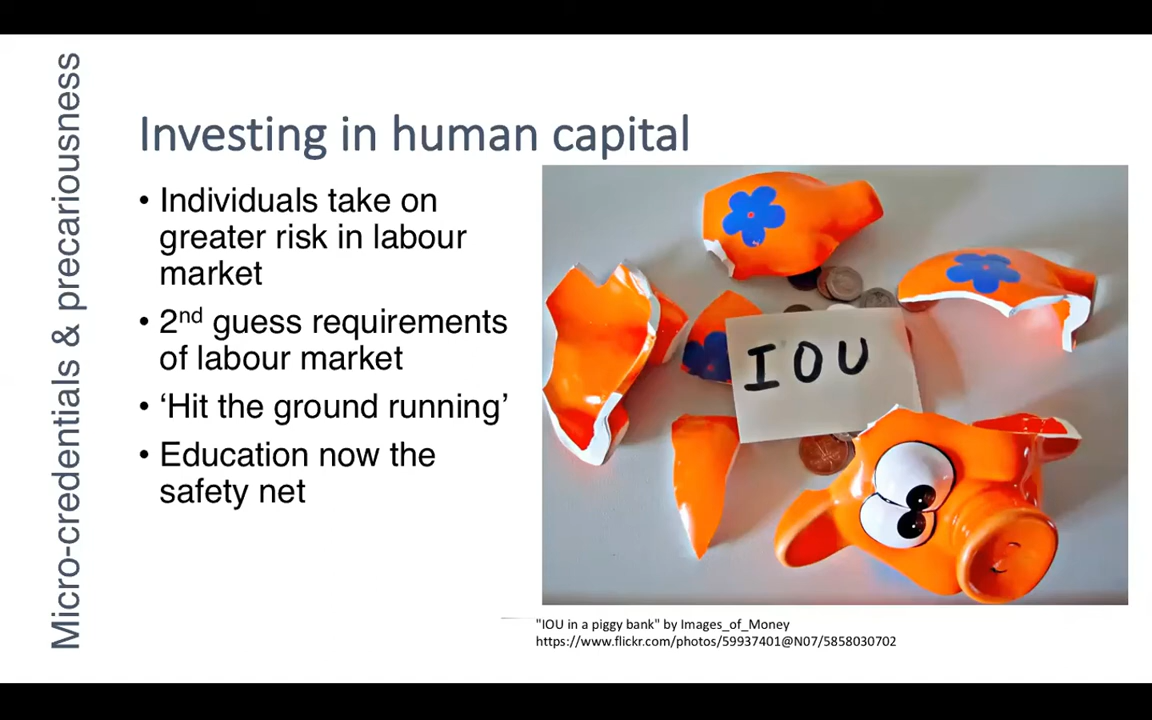 Micro-credentials & precariousness
Investing in human capital
• Individuals take on
greater risk in labour
market
• 2nd guess requirements
of labour market
• ‘Hit the ground running’
• Education now the
safety net
IOU
"IOU in a piggy bank" by Images_of_Money
https://www.flickr.com/photos/59937401@N07/5858030702